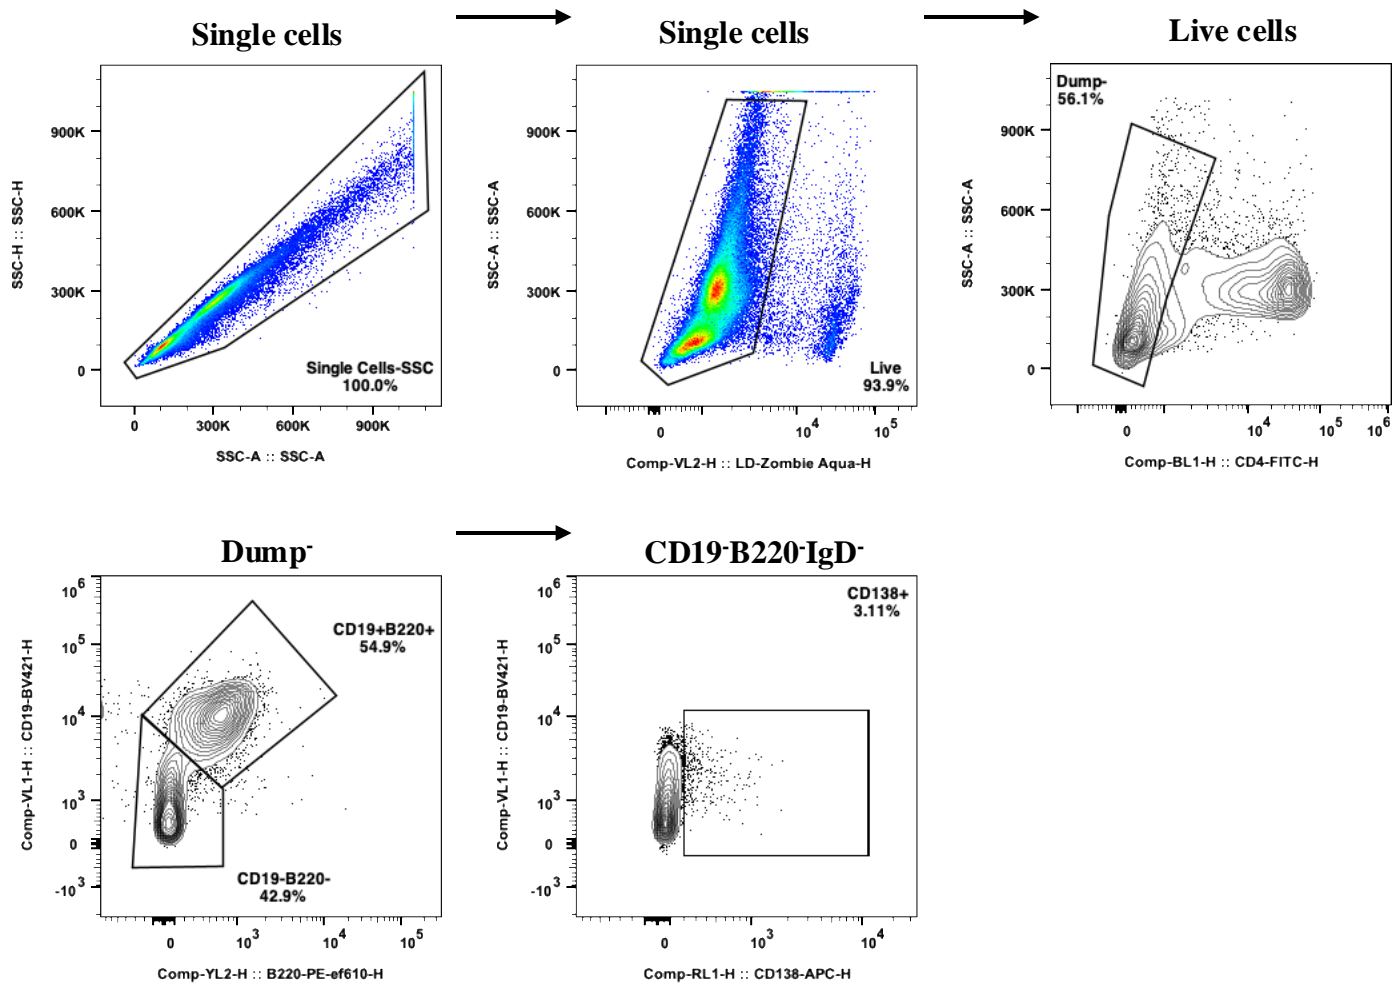 Single cells
Single cells
Live cells
SSC-H :: SSC-H
900K
600K
300K
0
Single Cells-SSC
100.0%
0
300K
600K
900K
SSC-A :: SSC-A
SSC-A :: SSC-A
900K
600K
300K
0
Live
93.9%
0
10^4
10^5
Comp-VL2-H :: LD-Zombie Aqua-H
SSC-A :: SSC-A
900K
600K
300K
0
Dump-
56.1%
0
10^4
10^5
10^6
Comp-BL1-H :: CD4-FITC-H
Dump-
CD19-B220-IgD-
Comp-VL1-H :: CD19-BV421-H
10^6
10^5
10^4
10^3
0
-10^3
CD19+B220+
54.9%
CD19-B220-
42.9%
0
10^3
10^4
10^5
Comp-YL2-H :: B220-PE-ef610-H
Comp-VL1-H :: CD19-BV421-H
10^6
10^5
10^4
10^3
0
-10^3
CD138+
3.11%
0
10^3
10^4
Comp-RL1-H :: CD138-APC-H